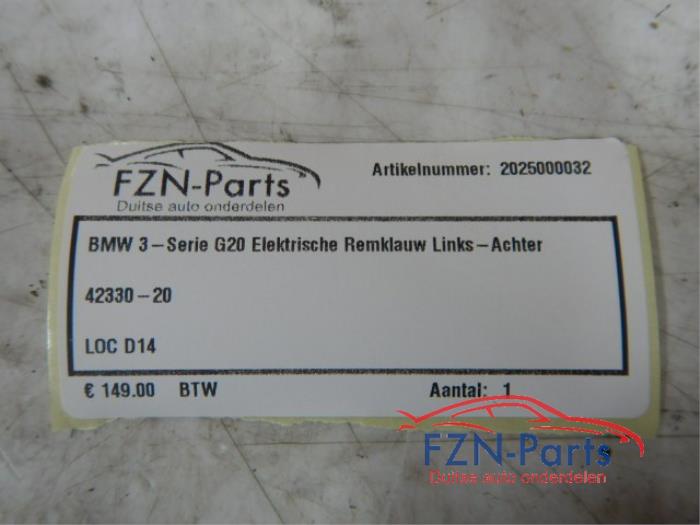 FZN-Parts
Duitse auto onderdelen
Artikelnummer: 2025000032
BMW 3-Serie G20 Elektrische Remklauw Links-Achter
42330-20
LOC D14
€ 149.00 BTW Aantal: 1
FZN-Parts
Duitse auto onderdelen